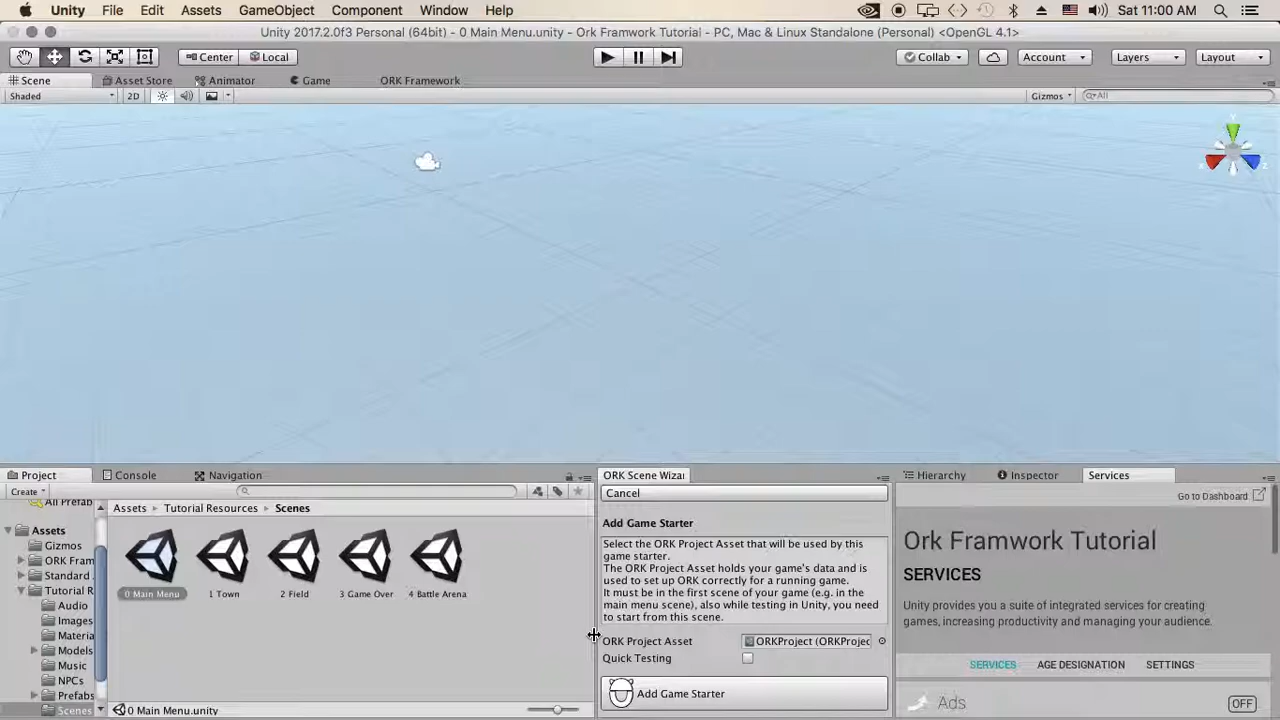 Unity File Edit Assets GameObject Component Window Help Sat 11:00 AM
Unity 2017.2.0f3 Personal (64bit) - 0 Main Menu.unity - Ork Framwork Tutorial - PC, Mac & Linux Standalone (Personal) <OpenGL 4.1>
Center Local Collab Account Layers Layout
Scene Asset Store Animator Game ORK Framework
Shaded 2D Gizmos All
Project Console Navigation ORK Scene Wizar Hierarchy Inspector Services
Create
Cancel
Go to Dashboard
All Prefab
Assets Tutorial Resources Scenes
Assets
Gizmos
ORK Fram
Standard
Tutorial R
Audio
Images
Materia
Models
Music
NPCs
Prefabs
Scenes
0 Main Menu 1 Town 2 Field 3 Game Over 4 Battle Arena
0 Main Menu.unity
Add Game Starter
Select the ORK Project Asset that will be used by this
game starter.
The ORK Project Asset holds your game's data and is
used to set up ORK correctly for a running game.
It must be in the first scene of your game (e.g. in the
main menu scene), also while testing in Unity, you need
to start from this scene.
ORK Project Asset ORKProject (ORKProjec
Quick Testing
Add Game Starter
Ork Framwork Tutorial
SERVICES
Unity provides you a suite of integrated services for creating
games, increasing productivity and managing your audience.
SERVICES AGE DESIGNATION SETTINGS
Ads OFF